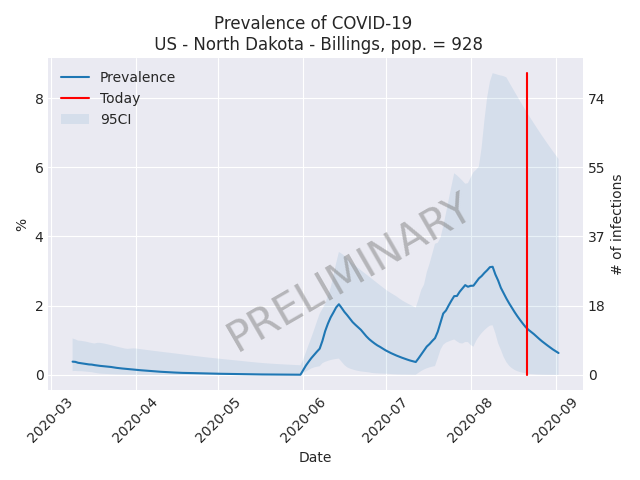 Prevalence of COVID-19
US - North Dakota - Billings, pop. = 928
Prevalence
Today
95CI
%
8
6
4
2
0
74
55
37
18
0
# of infections
PRELIMINARY
2020-03
2020-04
2020-05
2020-06
2020-07
2020-08
2020-09
Date